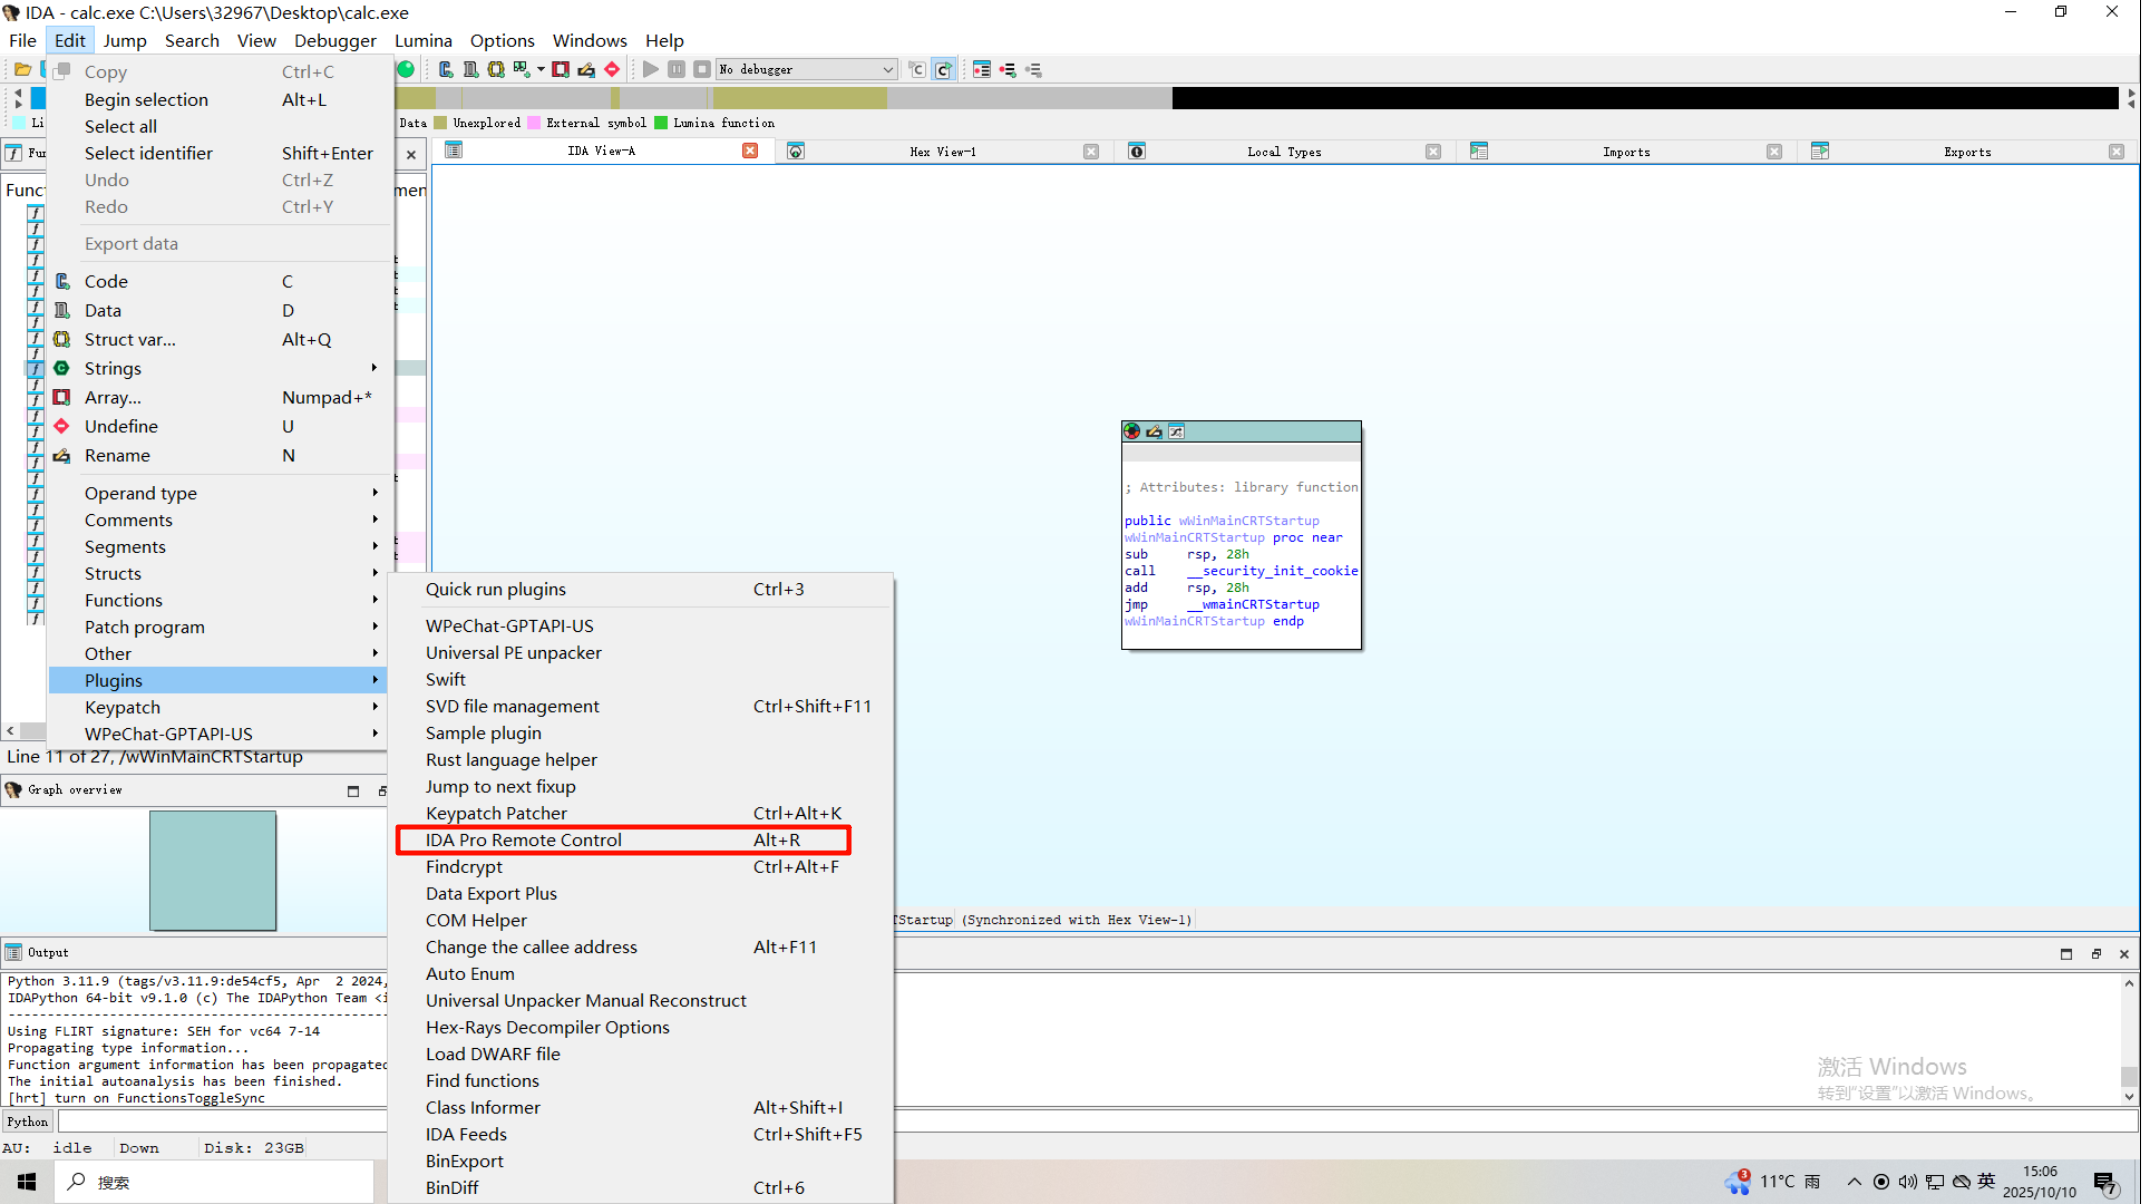 IDA - calc.exe C:\Users\32967\Desktop\calc.exe
File Edit Jump Search View Debugger Lumina Options Windows Help
No debugger
Data Unexplored External symbol Lumina function
Copy Ctrl+C
Begin selection Alt+L
Select all
Select identifier Shift+Enter
Undo Ctrl+Z
Redo Ctrl+Y
Export data
Code C
Data D
Struct var... Alt+Q
Strings
Array... Numpad+*
Undefine U
Rename N
Operand type
Comments
Segments
Structs
Functions
Patch program
Other
Plugins
Keypatch
WPeChat-GPTAPI-US
IDA View-A Hex View-1 Local Types Imports Exports
; Attributes: library function
public wWinMainCRTStartup
wWinMainCRTStartup proc near
sub rsp, 28h
call __security_init_cookie
add rsp, 28h
jmp __wmainCRTStartup
wWinMainCRTStartup endp
Quick run plugins Ctrl+3
WPeChat-GPTAPI-US
Universal PE unpacker
Swift
SVD file management Ctrl+Shift+F11
Sample plugin
Rust language helper
Jump to next fixup
Keypatch Patcher Ctrl+Alt+K
IDA Pro Remote Control Alt+R
Findcrypt Ctrl+Alt+F
Data Export Plus
COM Helper
Change the callee address Alt+F11
Auto Enum
Universal Unpacker Manual Reconstruct
Hex-Rays Decompiler Options
Load DWARF file
Find functions
Class Informer Alt+Shift+I
IDA Feeds Ctrl+Shift+F5
BinExport
BinDiff Ctrl+6
Line 11 of 27, /wWinMainCRTStartup
Graph overview
TStartup (Synchronized with Hex View-1)
Output
Python 3.11.9 (tags/v3.11.9:de54cf5, Apr 2 2024,
IDAPython 64-bit v9.1.0 (c) The IDAPython Team <i
Using FLIRT signature: SEH for vc64 7-14
Propagating type information...
Function argument information has been propagated
The initial autoanalysis has been finished.
[hrt] turn on FunctionsToggleSync
Python
AU: idle Down Disk: 23GB
激活 Windows
转到“设置”以激活 Windows。
搜索
3
11°C 雨
英
15:06
2025/10/10
7